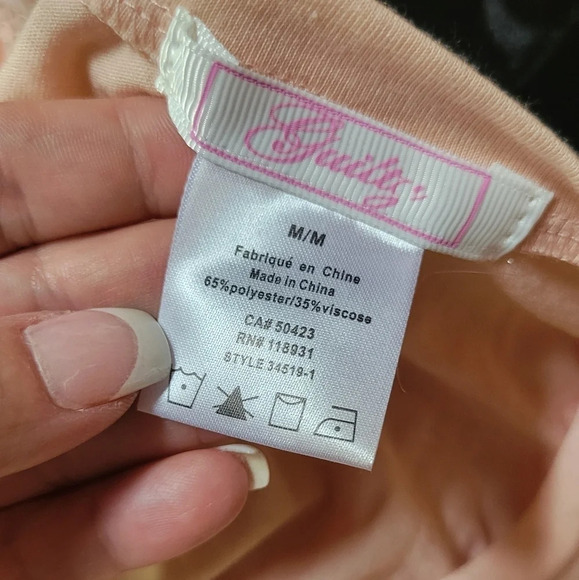 Guilty
M/M
Fabriqué en Chine
Made in China
65%polyester/35%viscose
CA# 50423
RN# 118931
STYLE 34519-1